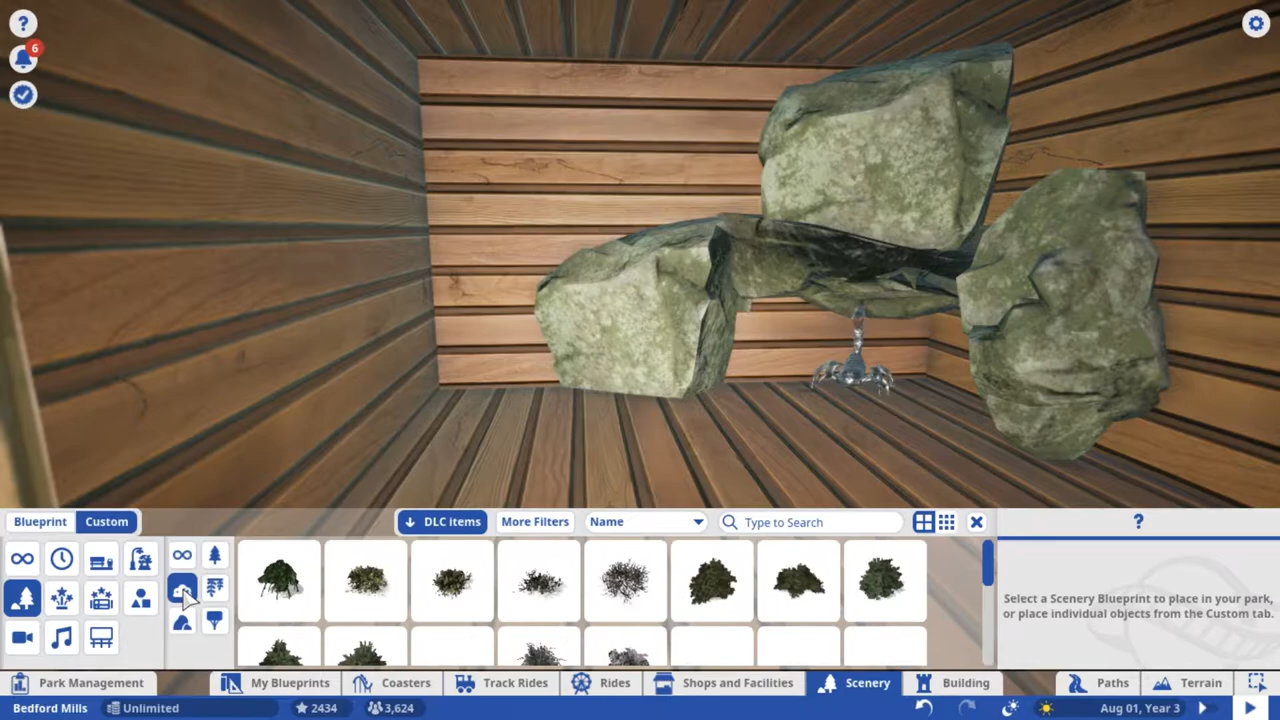 ?
6
Blueprint
Custom
DLC items
More Filters
Name
Type to Search
?
Select a Scenery Blueprint to place in your park,
or place individual objects from the Custom tab.
Park Management
My Blueprints
Coasters
Track Rides
Rides
Shops and Facilities
Scenery
Building
Paths
Terrain
Bedford Mills
Unlimited
2434
3,624
Aug 01, Year 3